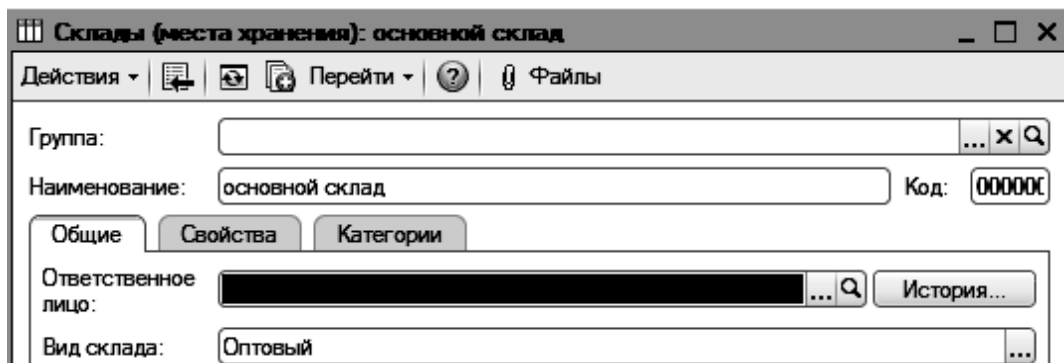 Склады (места хранения): основной склад
Действия Перейти ? Файлы
Группа: ...
Наименование: основной склад Код: 000000
Общие Свойства Категории
Ответственное ... История...
лицо:
Вид склада: Оптовый ...